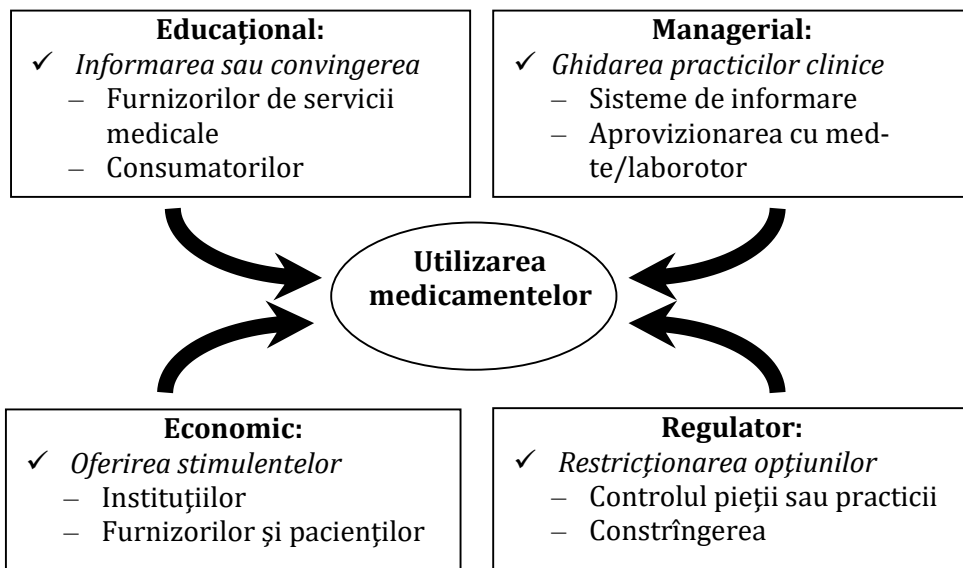 Educaţional:
✓ Informarea sau convingerea
– Furnizorilor de servicii
medicale
– Consumatorilor
Managerial:
✓ Ghidarea practicilor clinice
– Sisteme de informare
– Aprovizionarea cu med-
te/laborotor
Utilizarea
medicamentelor
Economic:
✓ Oferirea stimulentelor
– Instituţiilor
– Furnizorilor şi pacienţilor
Regulator:
✓ Restricţionarea opţiunilor
– Controlul pieţii sau practicii
– Constrîngerea